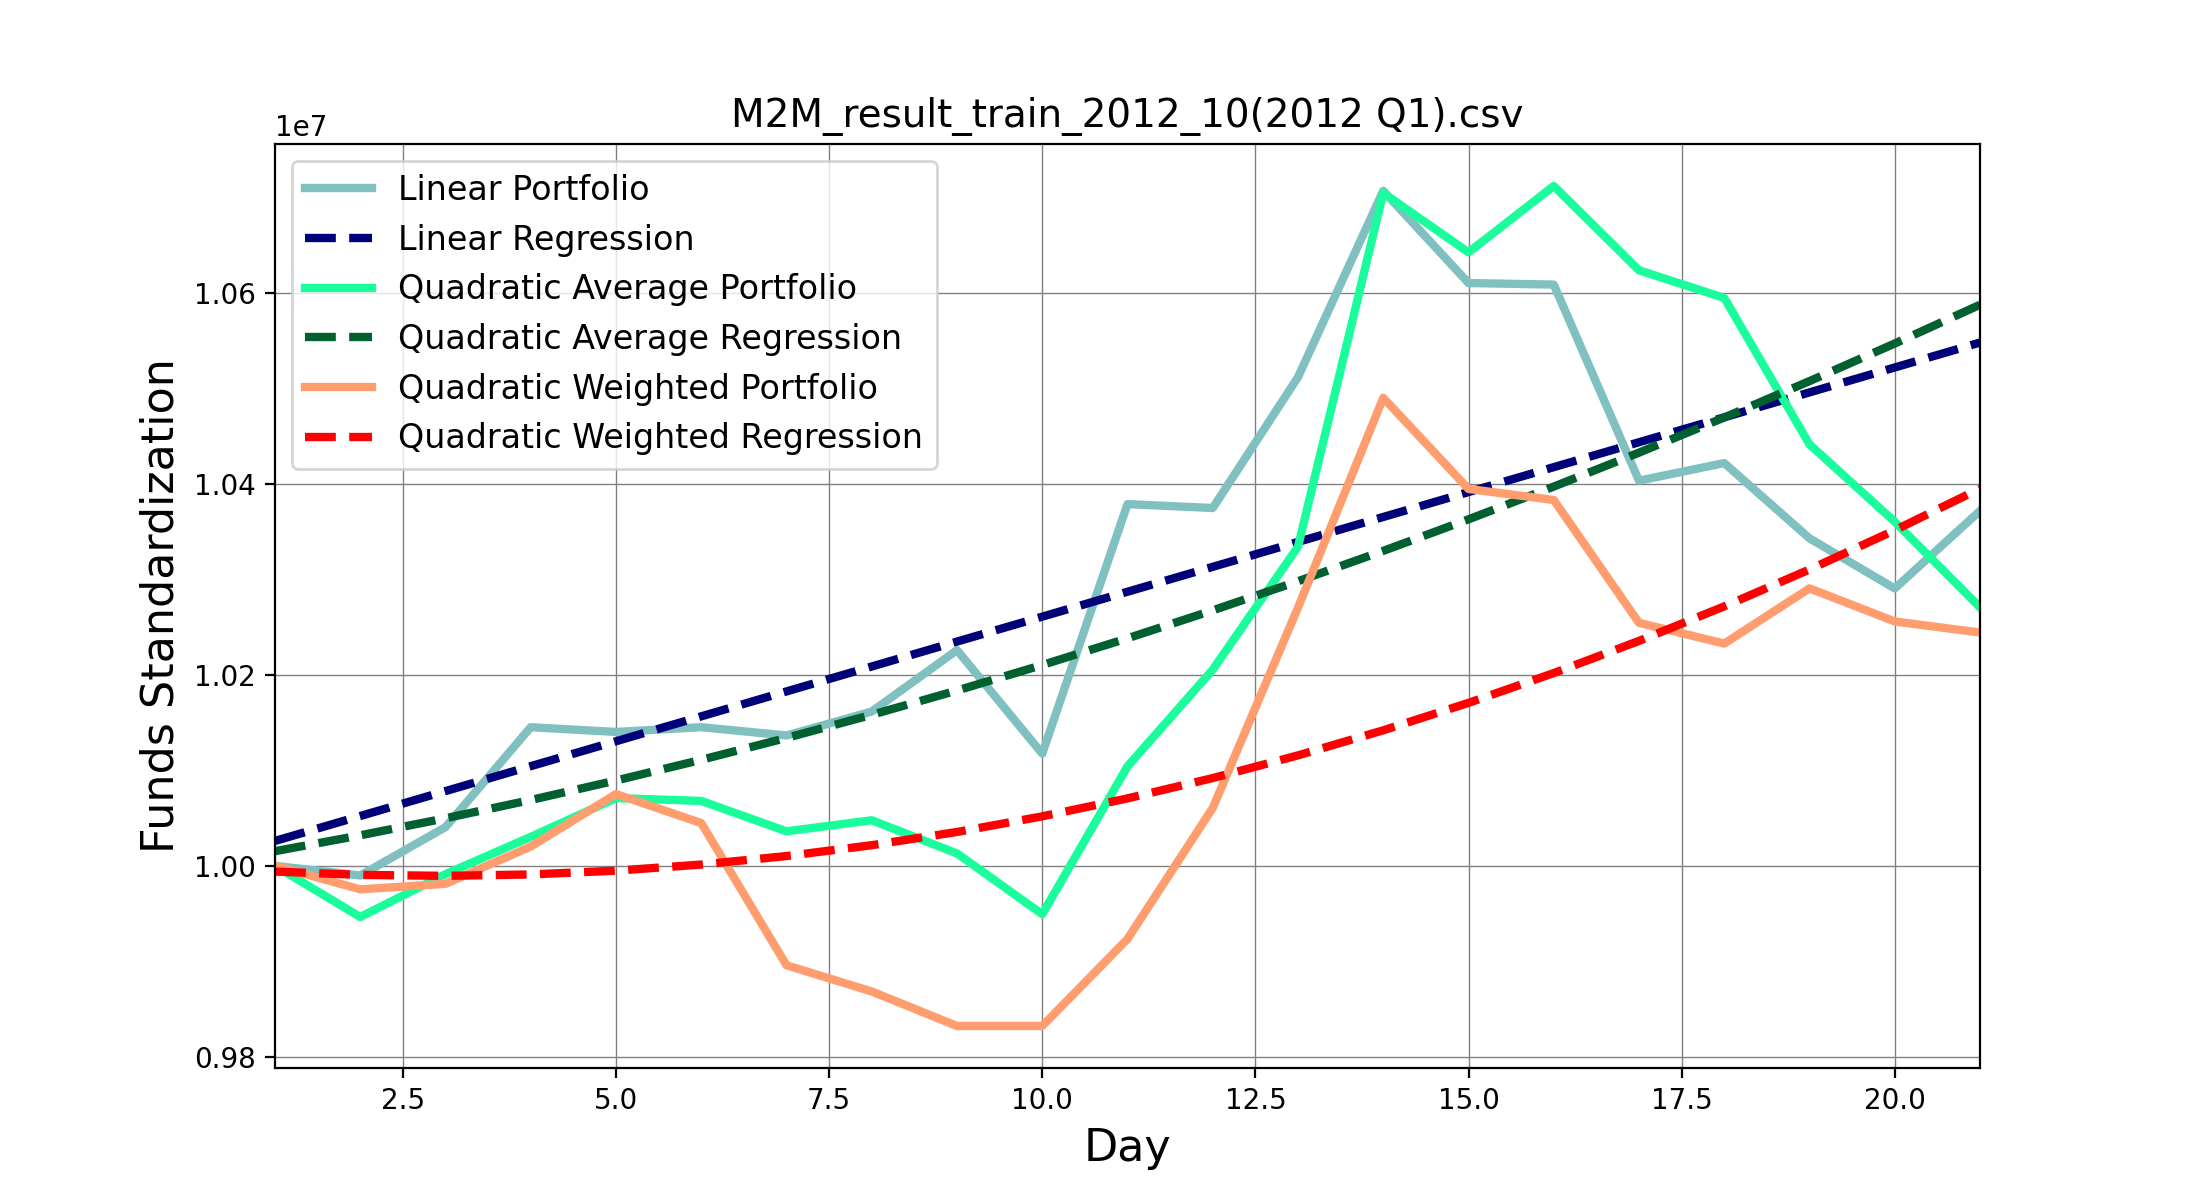 M2M_result_train_2012_10(2012 Q1).csv
1e7
Linear Portfolio
Linear Regression
Quadratic Average Portfolio
Quadratic Average Regression
Quadratic Weighted Portfolio
Quadratic Weighted Regression
Funds Standardization
1.06
1.04
1.02
1.00
0.98
2.5 5.0 7.5 10.0 12.5 15.0 17.5 20.0
Day